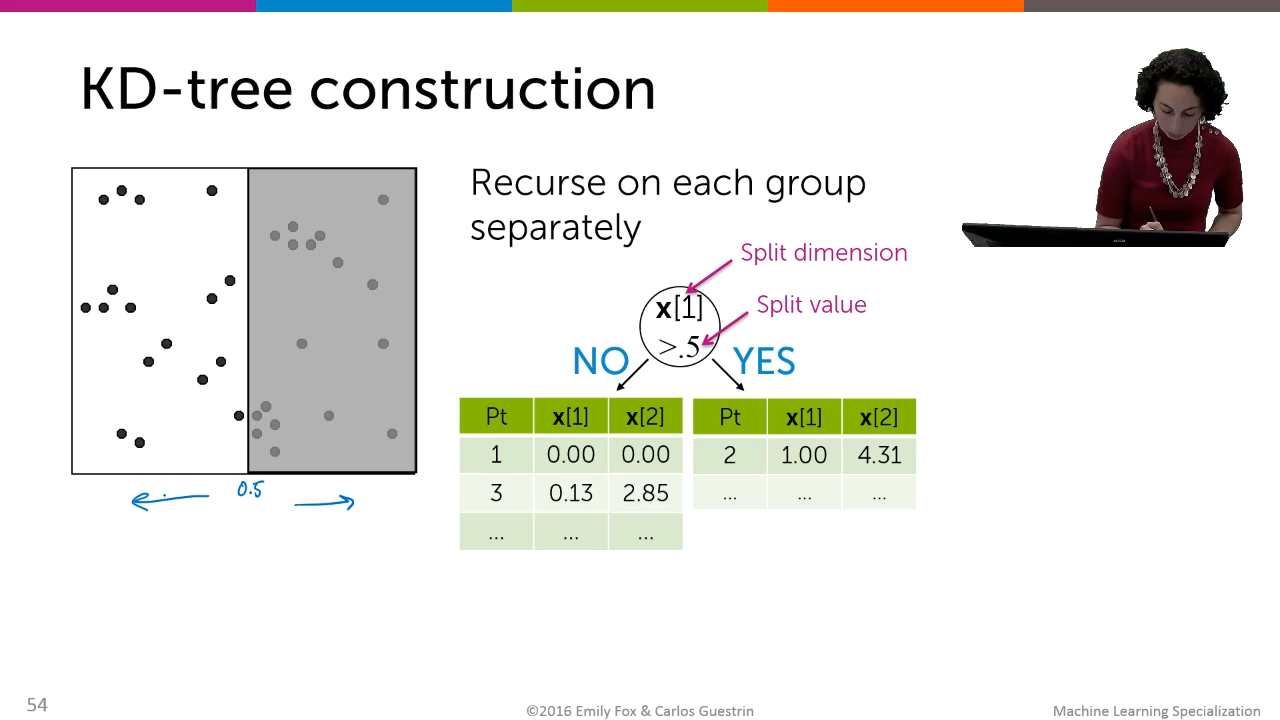 KD-tree construction
Recurse on each group
separately
Split dimension
Split value
x[1]
>.5
NO
YES
Pt x[1] x[2]
1 0.00 0.00
3 0.13 2.85
... ... ...
Pt x[1] x[2]
2 1.00 4.31
... ... ...
0.5
54
©2016 Emily Fox & Carlos Guestrin
Machine Learning Specialization